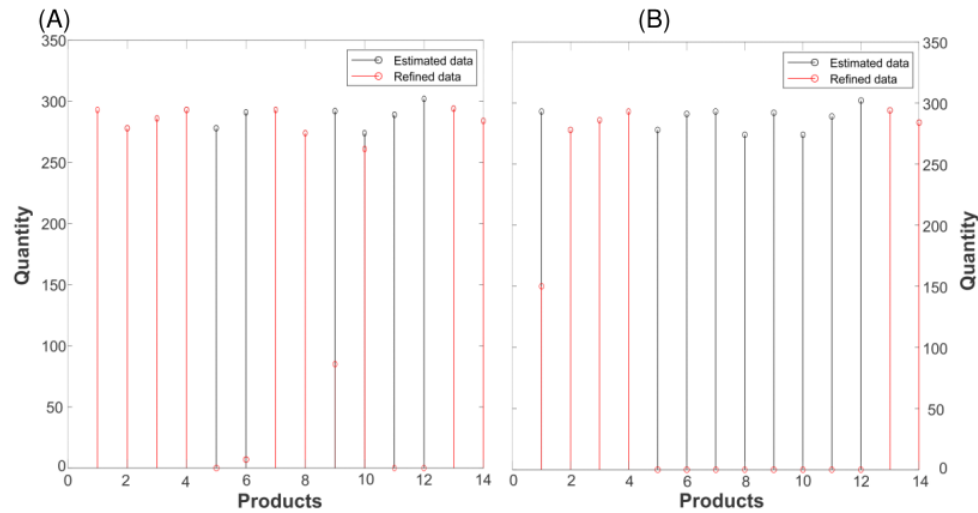 (A)
350
300
250
200
150
100
50
0
Quantity
0 2 4 6 8 10 12 14
Products
Estimated data
Refined data
(B)
350
300
250
200
150
100
50
0
Quantity
0 2 4 6 8 10 12 14
Products
Estimated data
Refined data